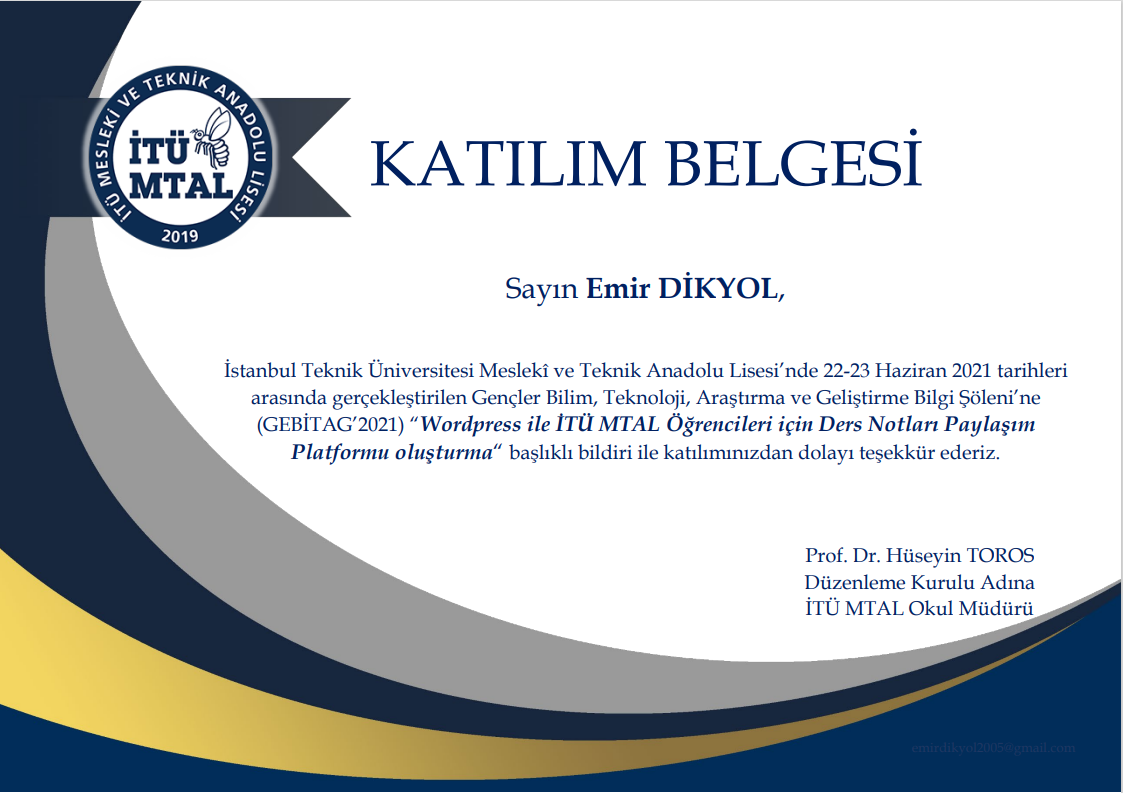 İTÜ MESLEKİ VE TEKNİK ANADOLU LİSESİ
İTÜ
MTAL
2019
KATILIM BELGESİ
Sayın Emir DİKYOL,
İstanbul Teknik Üniversitesi Meslekî ve Teknik Anadolu Lisesi’nde 22-23 Haziran 2021 tarihleri
arasında gerçekleştirilen Gençler Bilim, Teknoloji, Araştırma ve Geliştirme Bilgi Şöleni’ne
(GEBİTAG’2021) “Wordpress ile İTÜ MTAL Öğrencileri için Ders Notları Paylaşım
Platformu oluşturma“ başlıklı bildiri ile katılımınızdan dolayı teşekkür ederiz.
Prof. Dr. Hüseyin TOROS
Düzenleme Kurulu Adına
İTÜ MTAL Okul Müdürü
emirdikyol2005@gmail.com